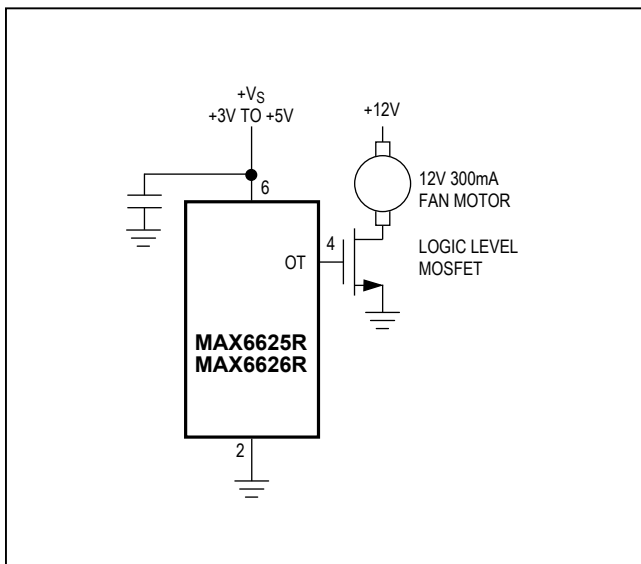 +VS
+3V TO +5V
+12V
6
12V 300mA
FAN MOTOR
4
OT
LOGIC LEVEL
MOSFET
MAX6625R
MAX6626R
2